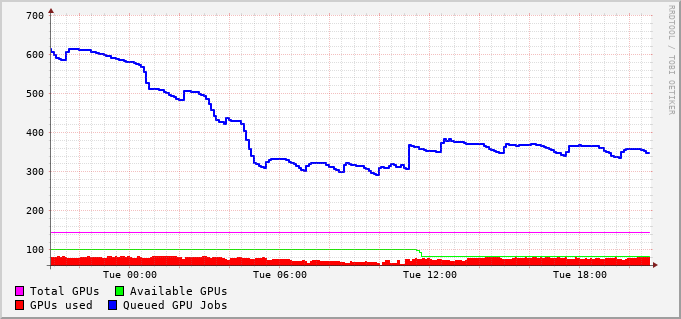 RRDTOOL / TOBI OETIKER
700
600
500
400
300
200
100
Tue 00:00 Tue 06:00 Tue 12:00 Tue 18:00
Total GPUs Available GPUs
GPUs used Queued GPU Jobs